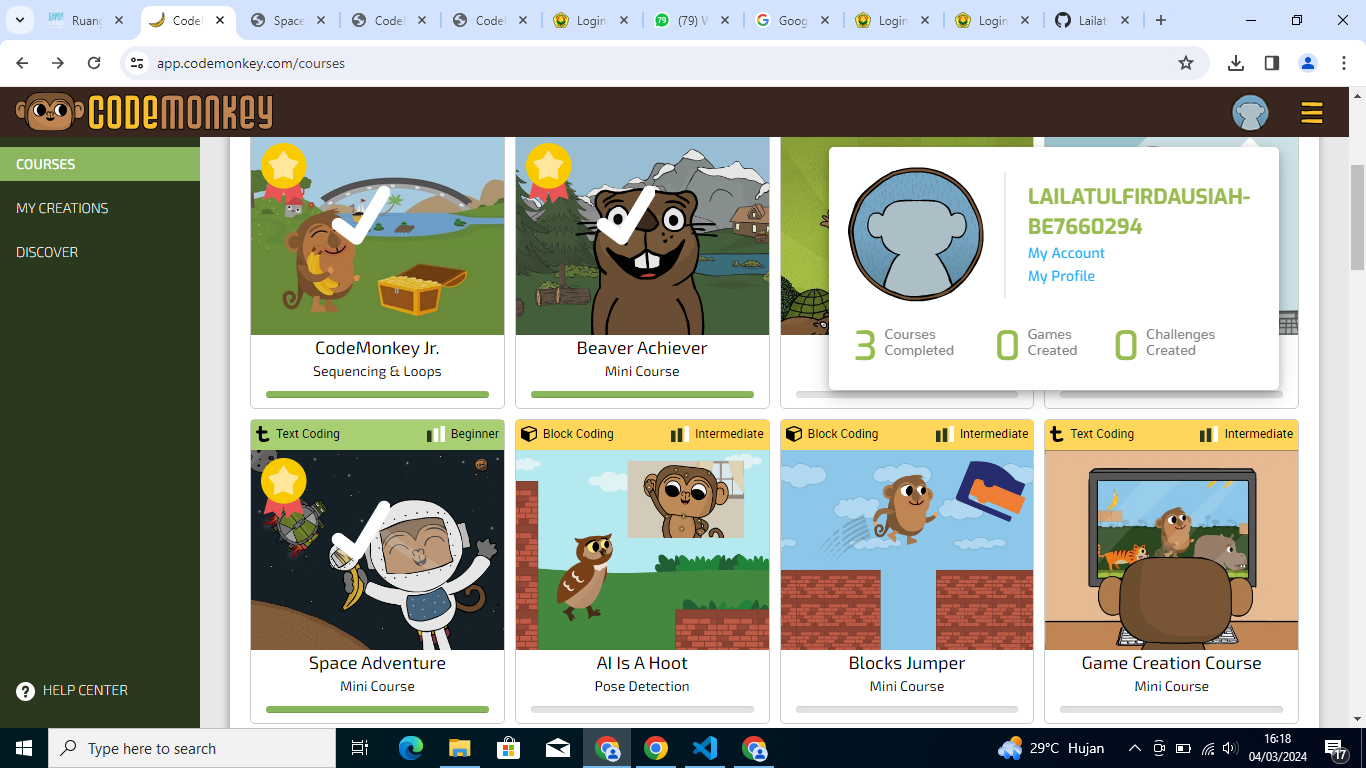 Ruang
Code
Space
Code
Code
Login
(79) W
Goog
Login
Login
Lailat
app.codemonkey.com/courses
CODEMONKEY
COURSES
MY CREATIONS
DISCOVER
HELP CENTER
LAILATULFIRDAUSIAH-
BE7660294
My Account
My Profile
3 Courses Completed
0 Games Created
0 Challenges Created
CodeMonkey Jr.
Sequencing & Loops
Beaver Achiever
Mini Course
Text Coding Beginner
Block Coding Intermediate
Block Coding Intermediate
Text Coding Intermediate
Space Adventure
Mini Course
AI Is A Hoot
Pose Detection
Blocks Jumper
Mini Course
Game Creation Course
Mini Course
Type here to search
29°C Hujan
16:18
04/03/2024
17